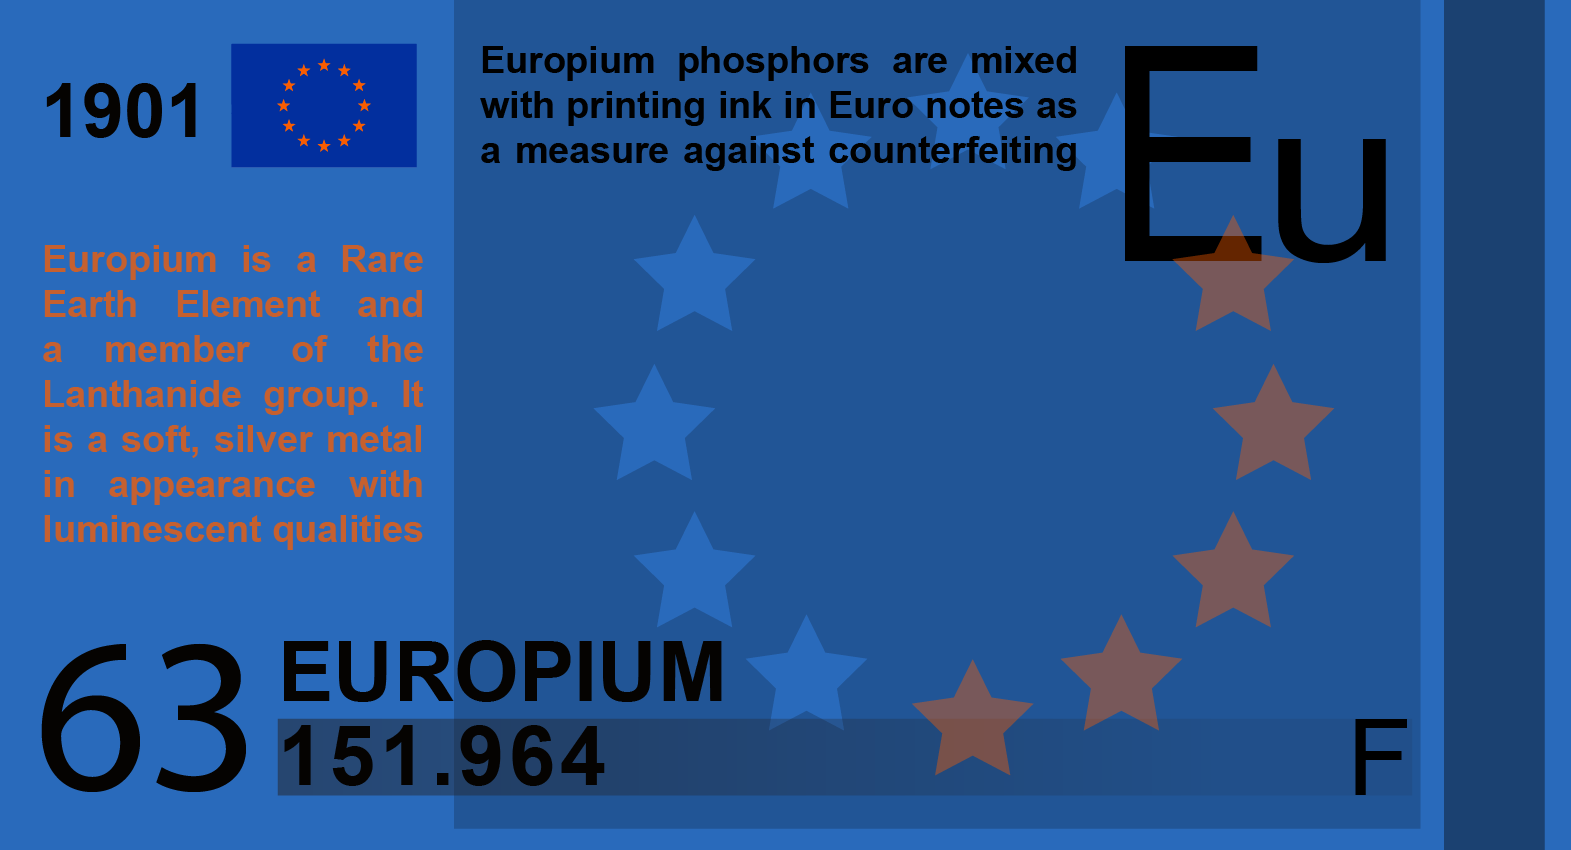 1901
Europium phosphors are mixed
with printing ink in Euro notes as
a measure against counterfeiting
Eu
Europium is a Rare
Earth Element and
a member of the
Lanthanide group. It
is a soft, silver metal
in appearance with
luminescent qualities
63
EUROPIUM
151.964
F